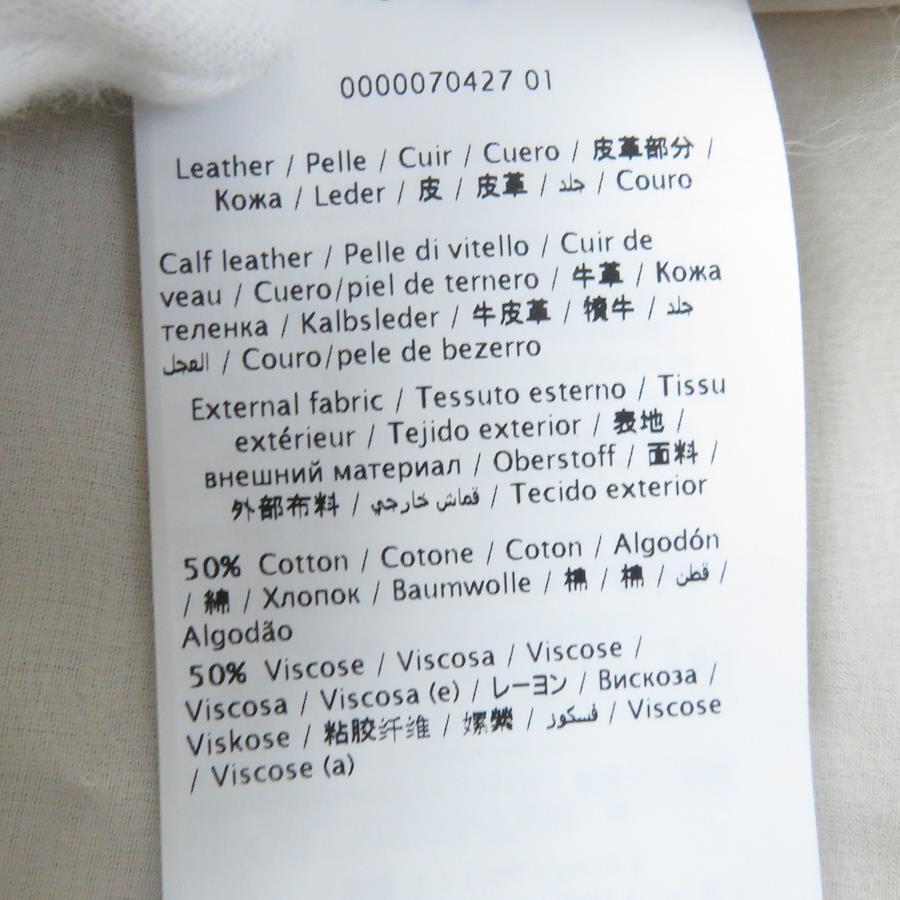 0000070427 01
Leather / Pelle / Cuir / Cuero / 皮革部分 /
Кожа / Leder / 皮 / 皮革 / جلد / Couro
Calf leather / Pelle di vitello / Cuir de
veau / Cuero/piel de ternero / 牛革 / Кожа
теленка / Kalbsleder / 牛皮革 / 犢牛 / جلد
العجل / Couro/pele de bezerro
External fabric / Tessuto esterno / Tissu
extérieur / Tejido exterior / 表地 /
внешний материал / Oberstoff / 面料 /
外部布料 / قماش خارجي / Tecido exterior
50% Cotton / Cotone / Coton / Algodón
/ 綿 / Хлопок / Baumwolle / 棉 / 棉 / قطن /
Algodão
50% Viscose / Viscosa / Viscose /
Viscosa / Viscosa (e) / レーヨン / Вискоза /
Viskose / 粘胶纤维 / 嫘縈 / فسكوز / Viscose
/ Viscose (a)